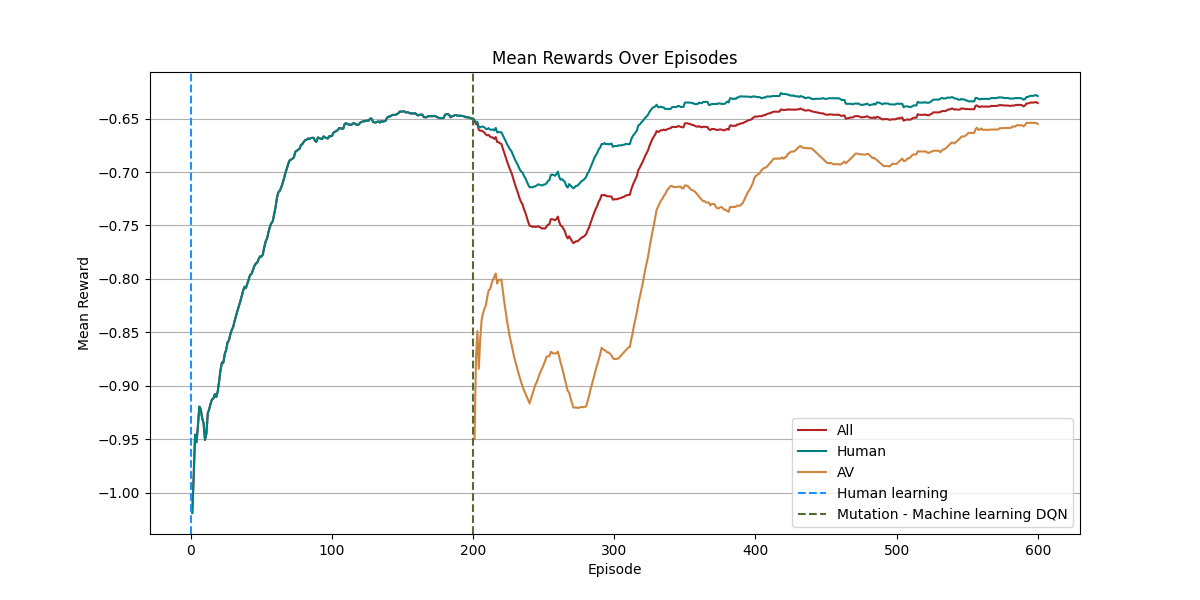 Mean Rewards Over Episodes
Mean Reward
−0.65
−0.70
−0.75
−0.80
−0.85
−0.90
−0.95
−1.00
All
Human
AV
Human learning
Mutation - Machine learning DQN
0 100 200 300 400 500 600
Episode